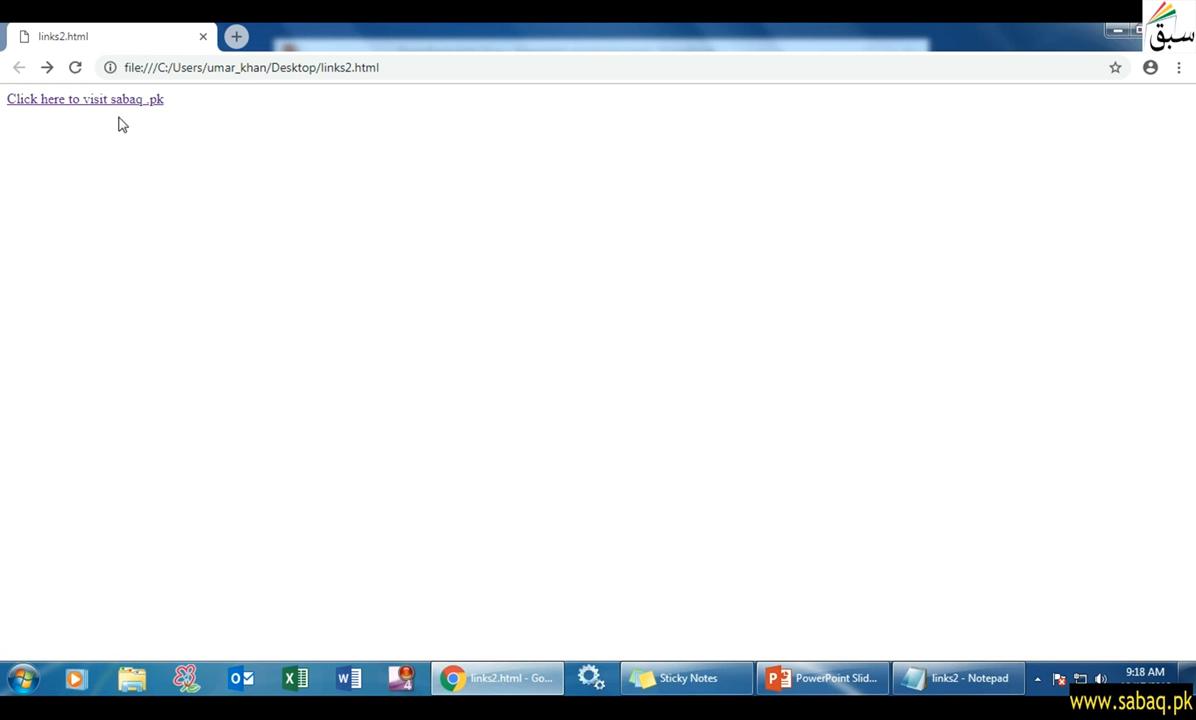 links2.html
سبق
file:///C:/Users/umar_khan/Desktop/links2.html
Click here to visit sabaq .pk
links2.html - Go...
Sticky Notes
PowerPoint Slid...
links2 - Notepad
9:18 AM
www.sabaq.pk